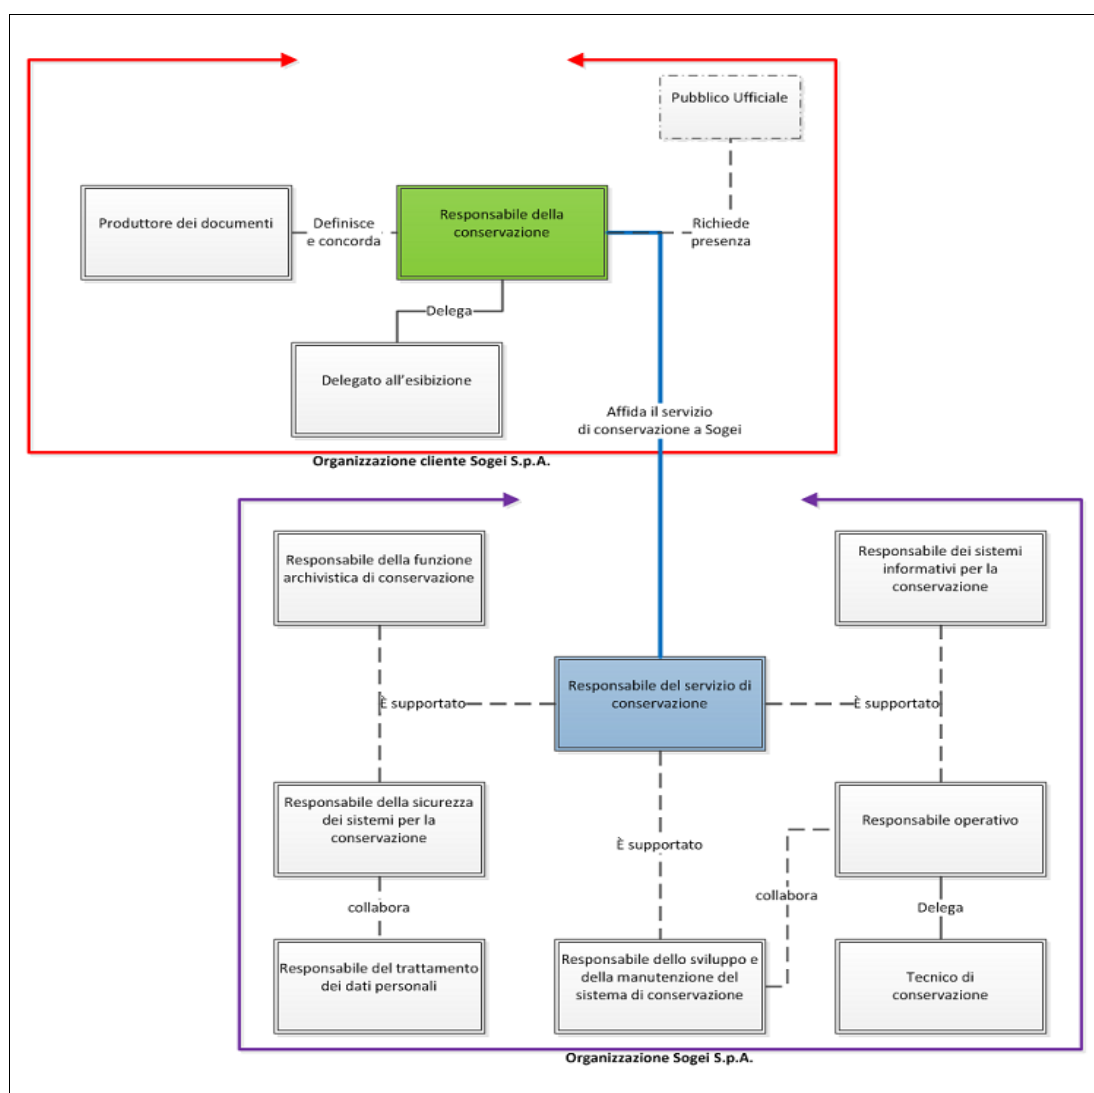 Pubblico Ufficiale
Produttore dei documenti
Definisce
e concorda
Responsabile della
conservazione
Richiede
presenza
Delega
Delegato all'esibizione
Affida il servizio
di conservazione a Sogei
Organizzazione cliente Sogei S.p.A.
Responsabile della funzione
archivistica di conservazione
Responsabile dei sistemi
informativi per la
conservazione
È supportato
Responsabile del servizio di
conservazione
È supportato
Responsabile della sicurezza
dei sistemi per la
conservazione
È supportato
Responsabile operativo
collabora
collabora
Delega
Responsabile del trattamento
dei dati personali
Responsabile dello sviluppo e
della manutenzione del
sistema di conservazione
Tecnico di
conservazione
Organizzazione Sogei S.p.A.